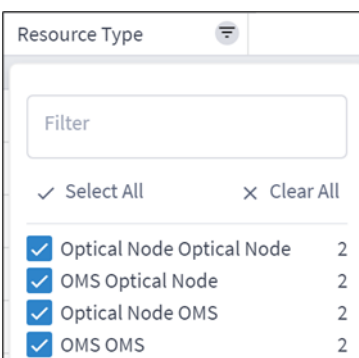 Resource Type
Filter
Select All Clear All
Optical Node Optical Node 2
OMS Optical Node 2
Optical Node OMS 2
OMS OMS 2